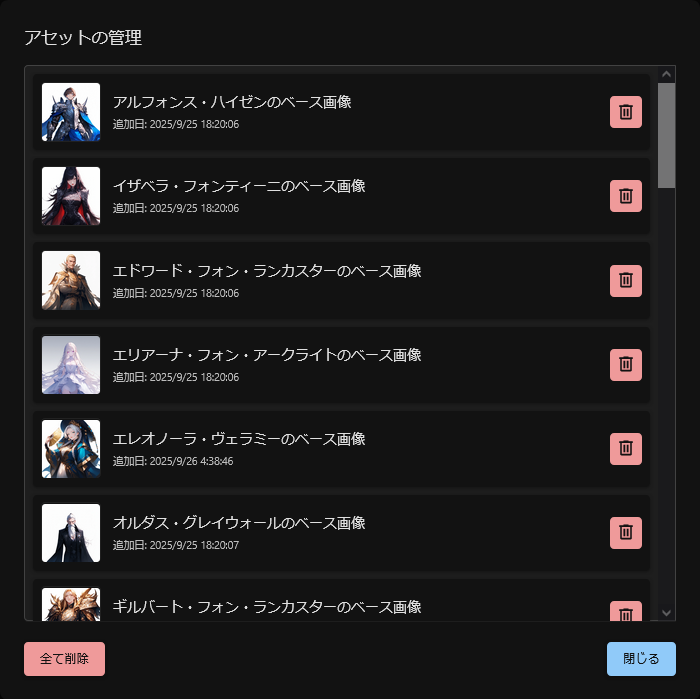 アセットの管理
アルフォンス・ハイゼンのベース画像
追加日: 2025/9/25 18:20:06
イザベラ・フォンティーニのベース画像
追加日: 2025/9/25 18:20:06
エドワード・フォン・ランカスターのベース画像
追加日: 2025/9/25 18:20:06
エリアーナ・フォン・アークライトのベース画像
追加日: 2025/9/25 18:20:06
エレオノーラ・ヴェラミーのベース画像
追加日: 2025/9/26 4:38:46
オルダス・グレイウォールのベース画像
追加日: 2025/9/25 18:20:07
ギルバート・フォン・ランカスターのベース画像
全て削除
閉じる